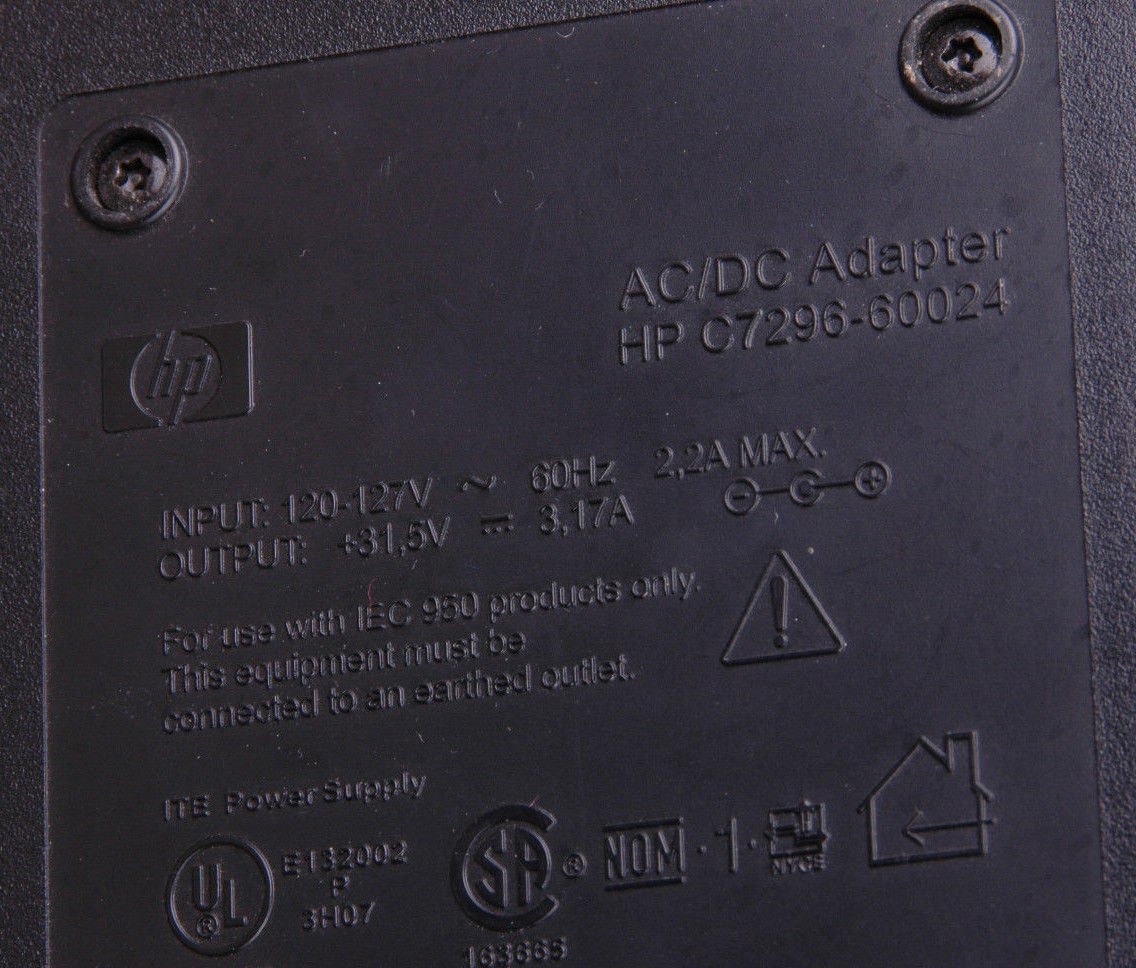 AC/DC Adapter
HP C7296-60024
hp
INPUT: 120-127V ~ 60Hz 2,2A MAX.
OUTPUT: +31,5V ⎓ 3,17A
For use with IEC 950 products only.
This equipment must be
connected to an earthed outlet.
ITE Power Supply
UL ®
E132002
P
3H07
SA ®
NOM · 1 · NYCE
163665